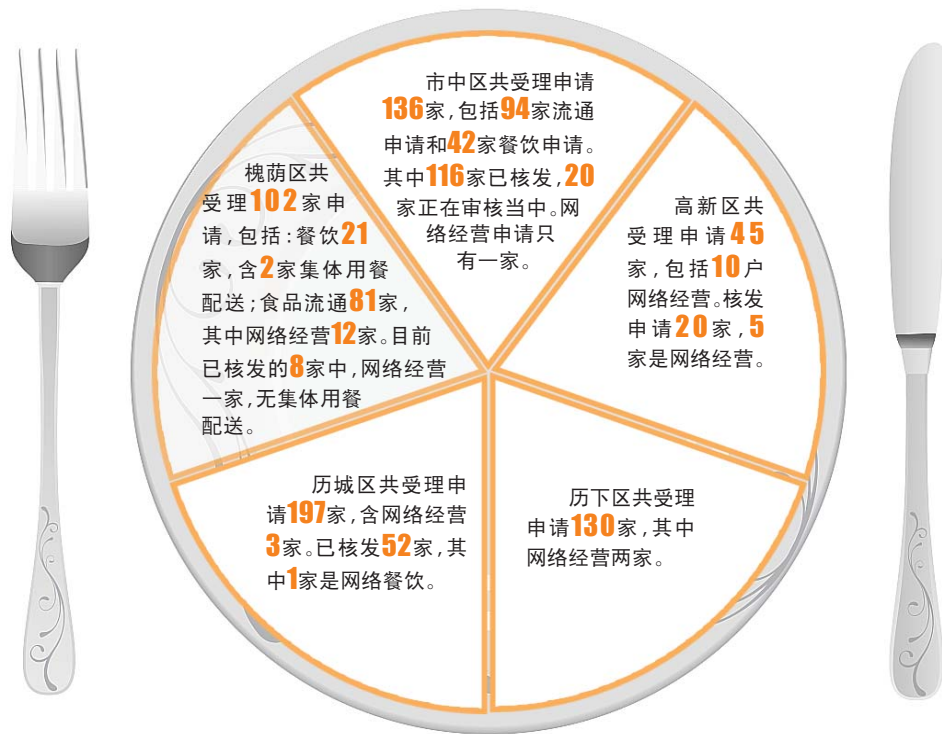 市中区共受理申请
136家，包括94家流通
申请和42家餐饮申请。
其中116家已核发，20
家正在审核当中。网
络经营申请只
有一家。
槐荫区共
受理102家申
请，包括：餐饮21
家，含2家集体用餐
配送；食品流通81家，
其中网络经营12家。目前
已核发的8家中，网络经营
一家，无集体用餐
配送。
高新区共
受理申请45
家，包括10户
网络经营。核发
申请20家，5
家是网络经营。
历城区共受理申
请197家，含网络经营
3家。已核发52家，其
中1家是网络餐饮。
历下区共受理
申请130家，其中
网络经营两家。